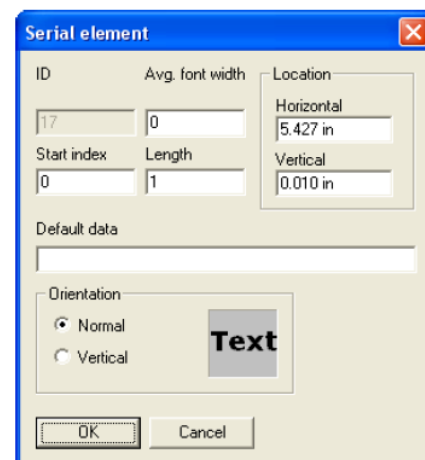 Serial element
ID Avg. font width Location
Horizontal
17 0 5.427 in
Start index Length Vertical
0 1 0.010 in
Default data
Orientation
Normal
Vertical
Text
OK Cancel